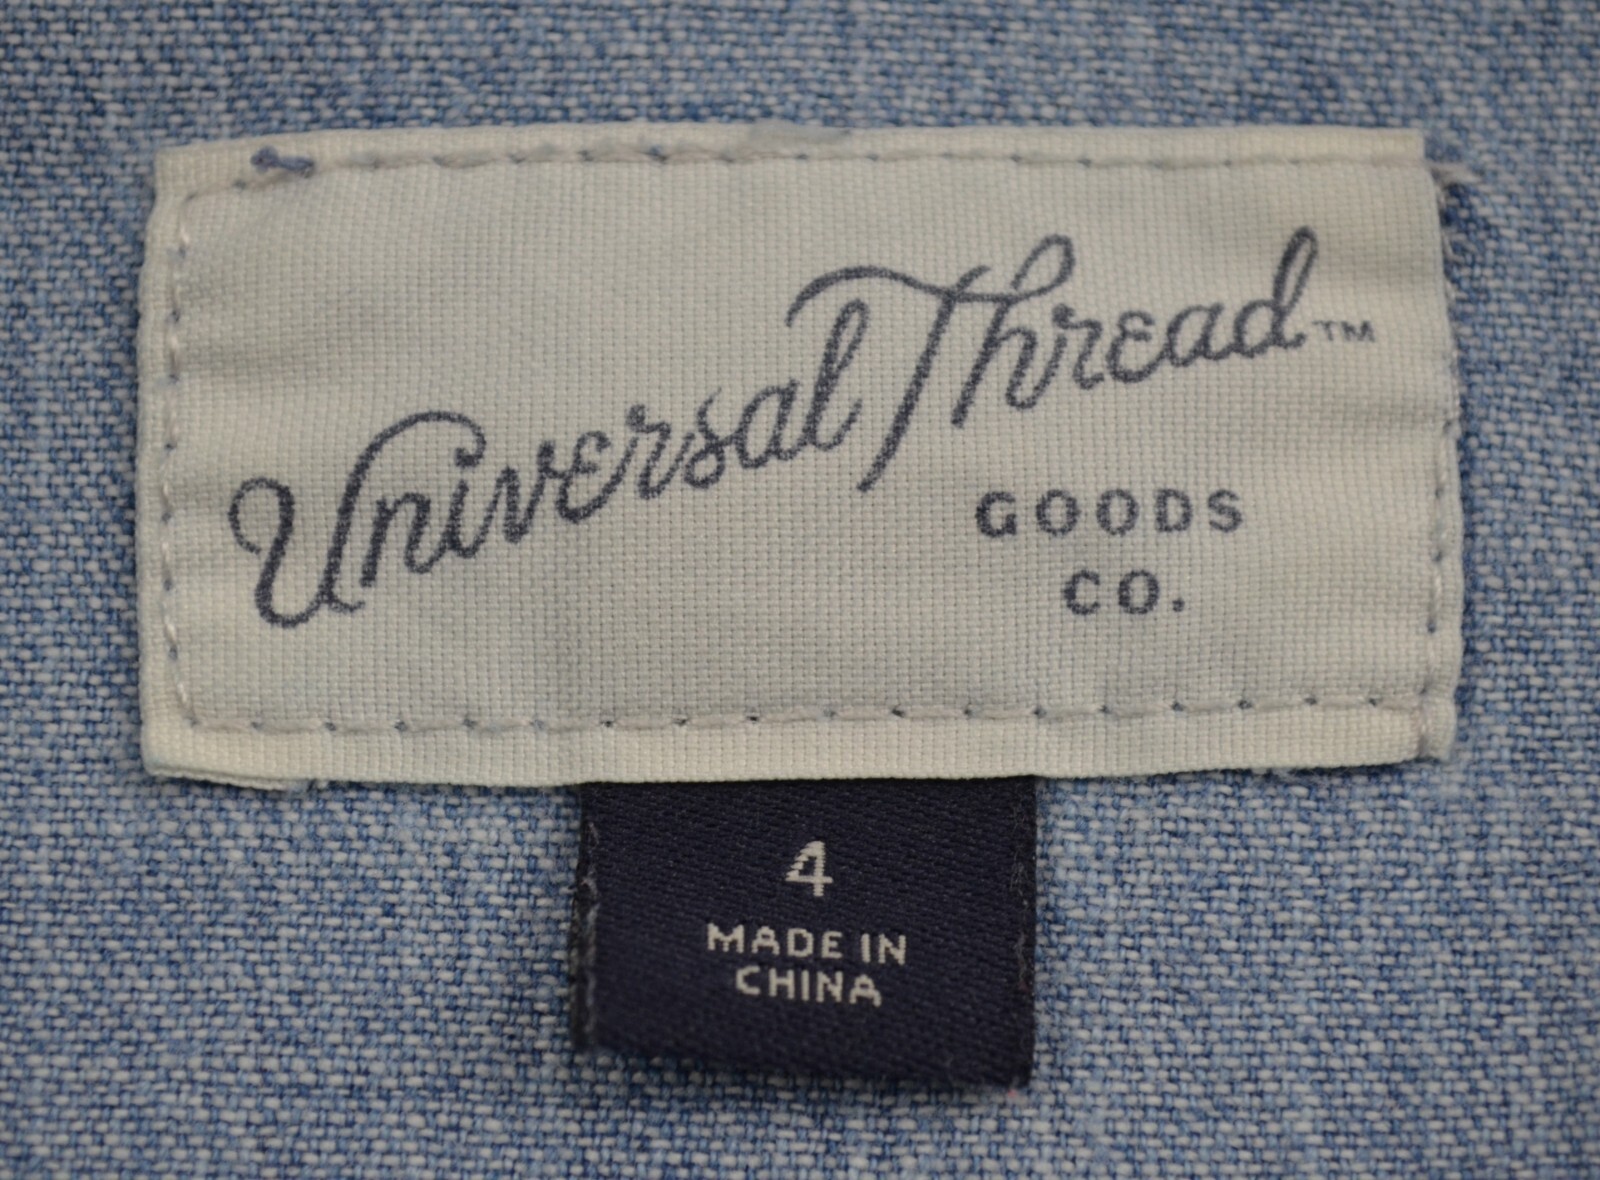 Universal Thread™
GOODS
CO.
4
MADE IN
CHINA